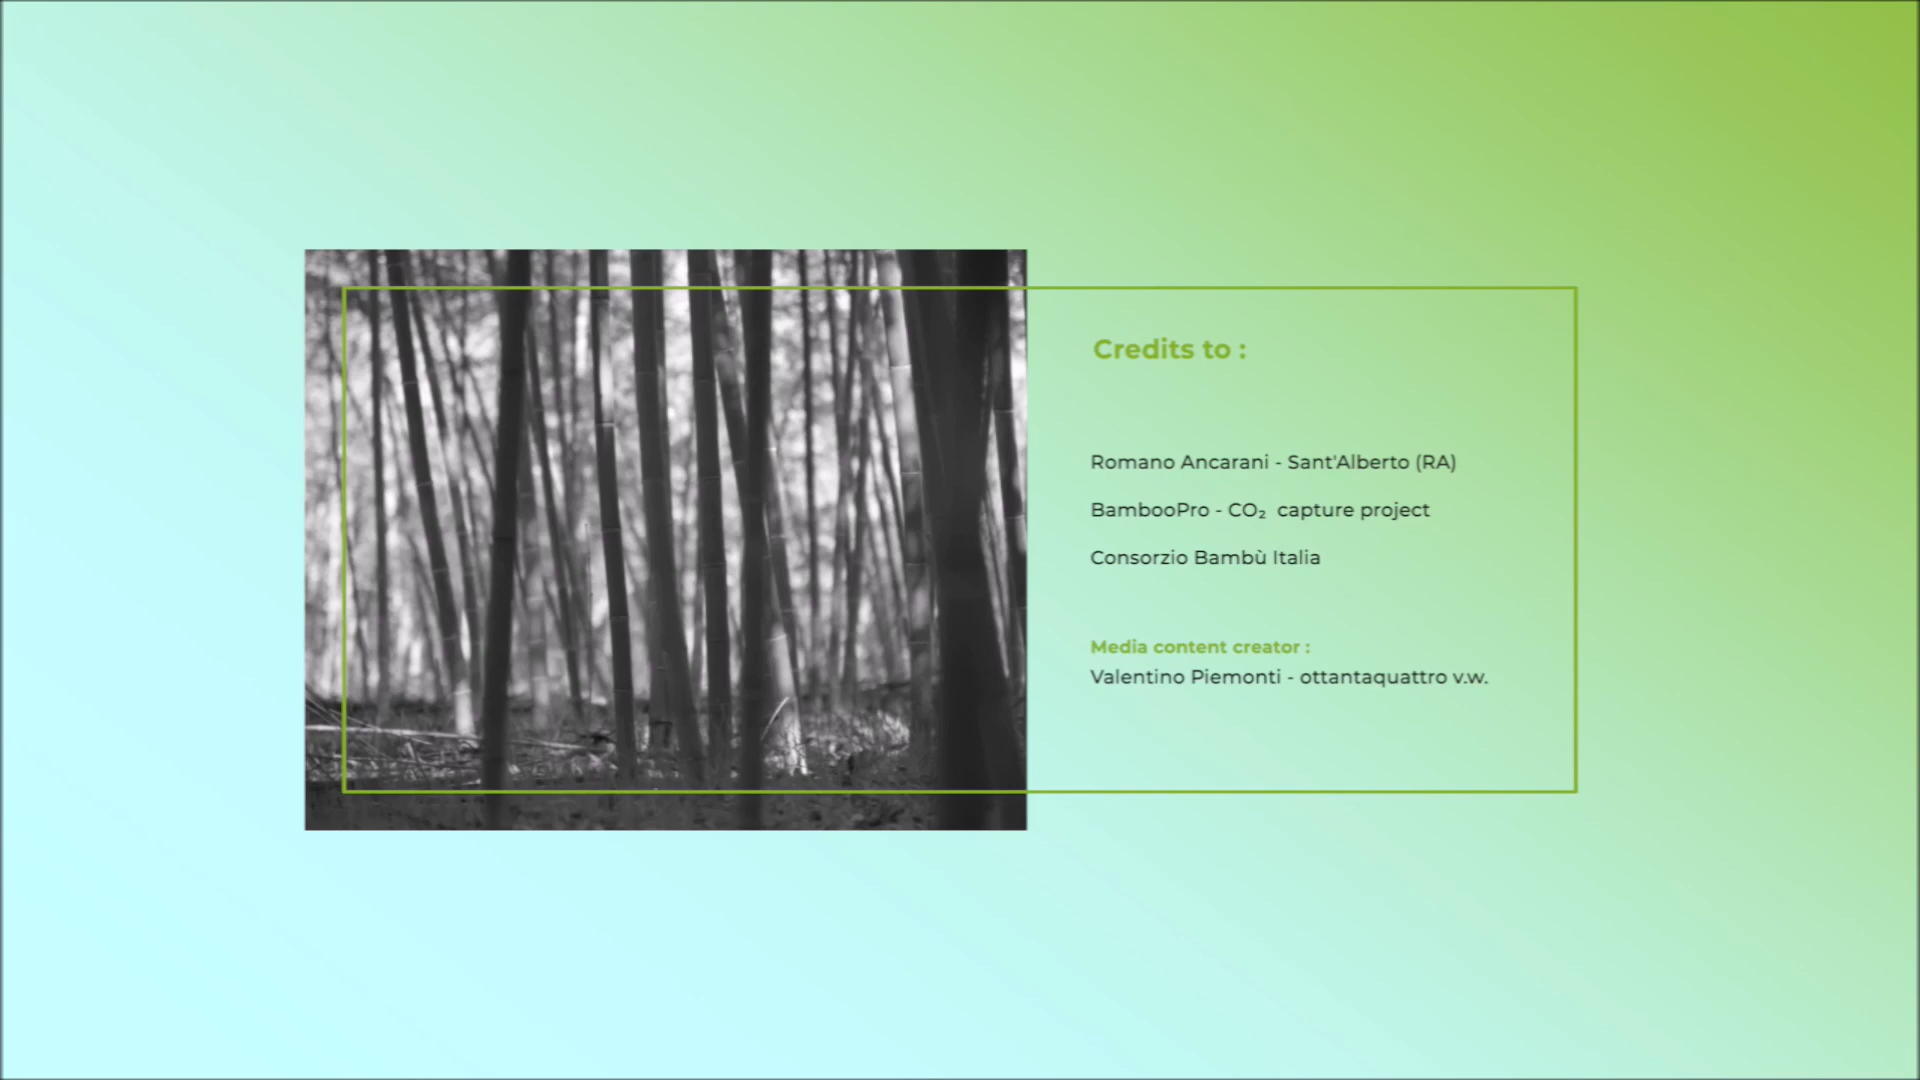 Credits to :
Romano Ancarani - Sant'Alberto (RA)
BambooPro - CO₂ capture project
Consorzio Bambù Italia
Media content creator :
Valentino Piemonti - ottantaquattro v.w.